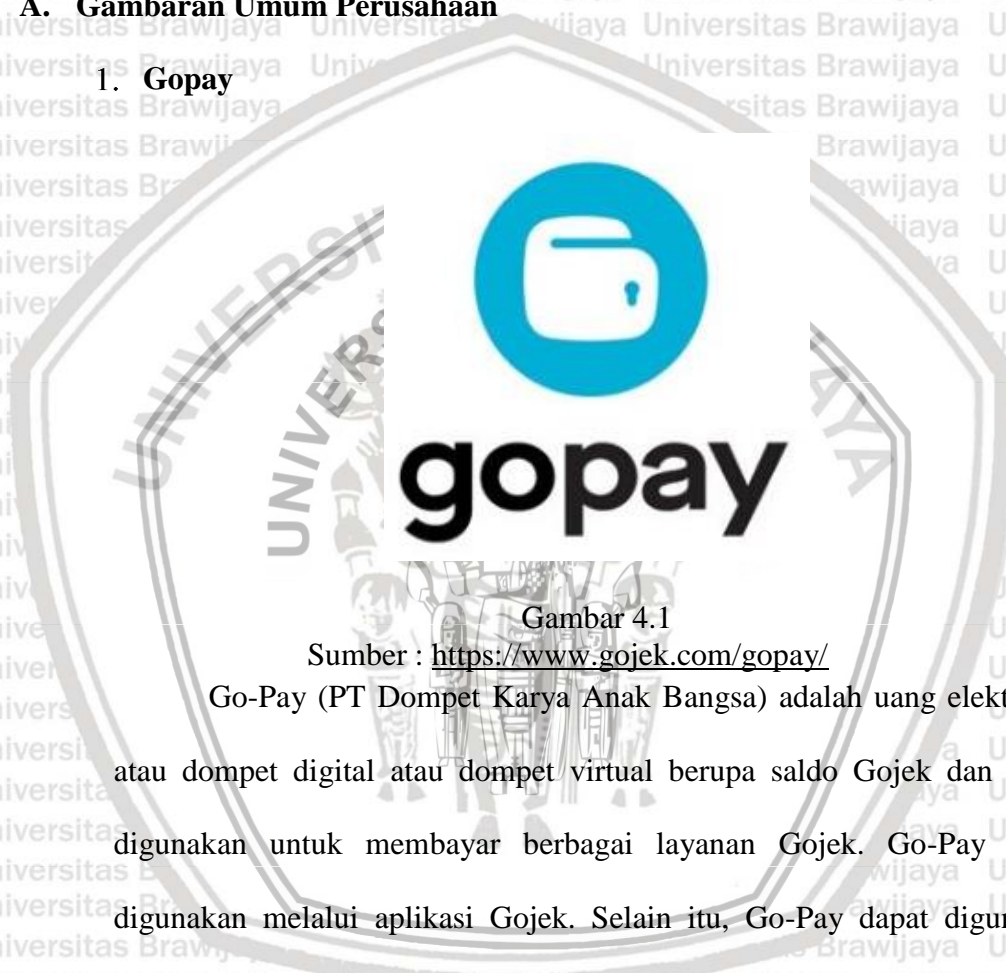 A. Gambaran Umum Perusahaan
1. Gopay
gopay
Gambar 4.1
Sumber : https://www.gojek.com/gopay/
Go-Pay (PT Dompet Karya Anak Bangsa) adalah uang elekt
atau dompet digital atau dompet virtual berupa saldo Gojek dan
digunakan untuk membayar berbagai layanan Gojek. Go-Pay
digunakan melalui aplikasi Gojek. Selain itu, Go-Pay dapat digu